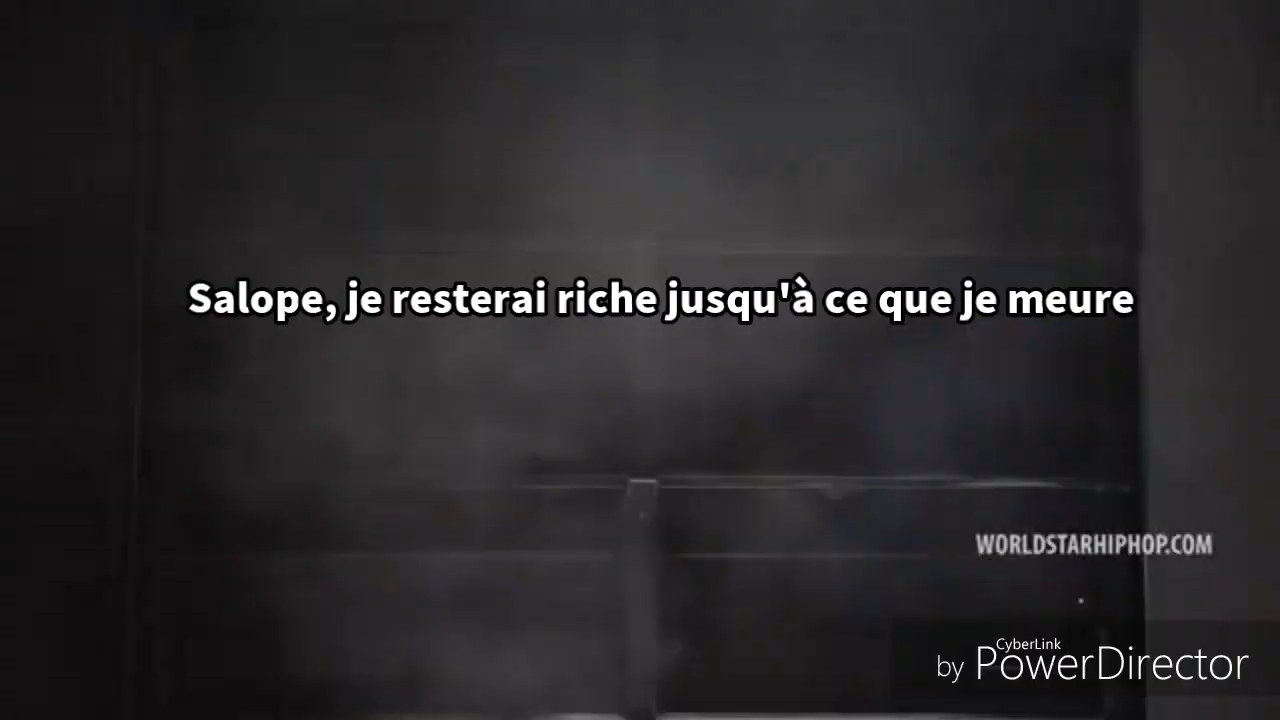 Salope, je resterai riche jusqu'à ce que je meure
WORLDSTARHIPHOP.COM
CyberLink
by PowerDirector